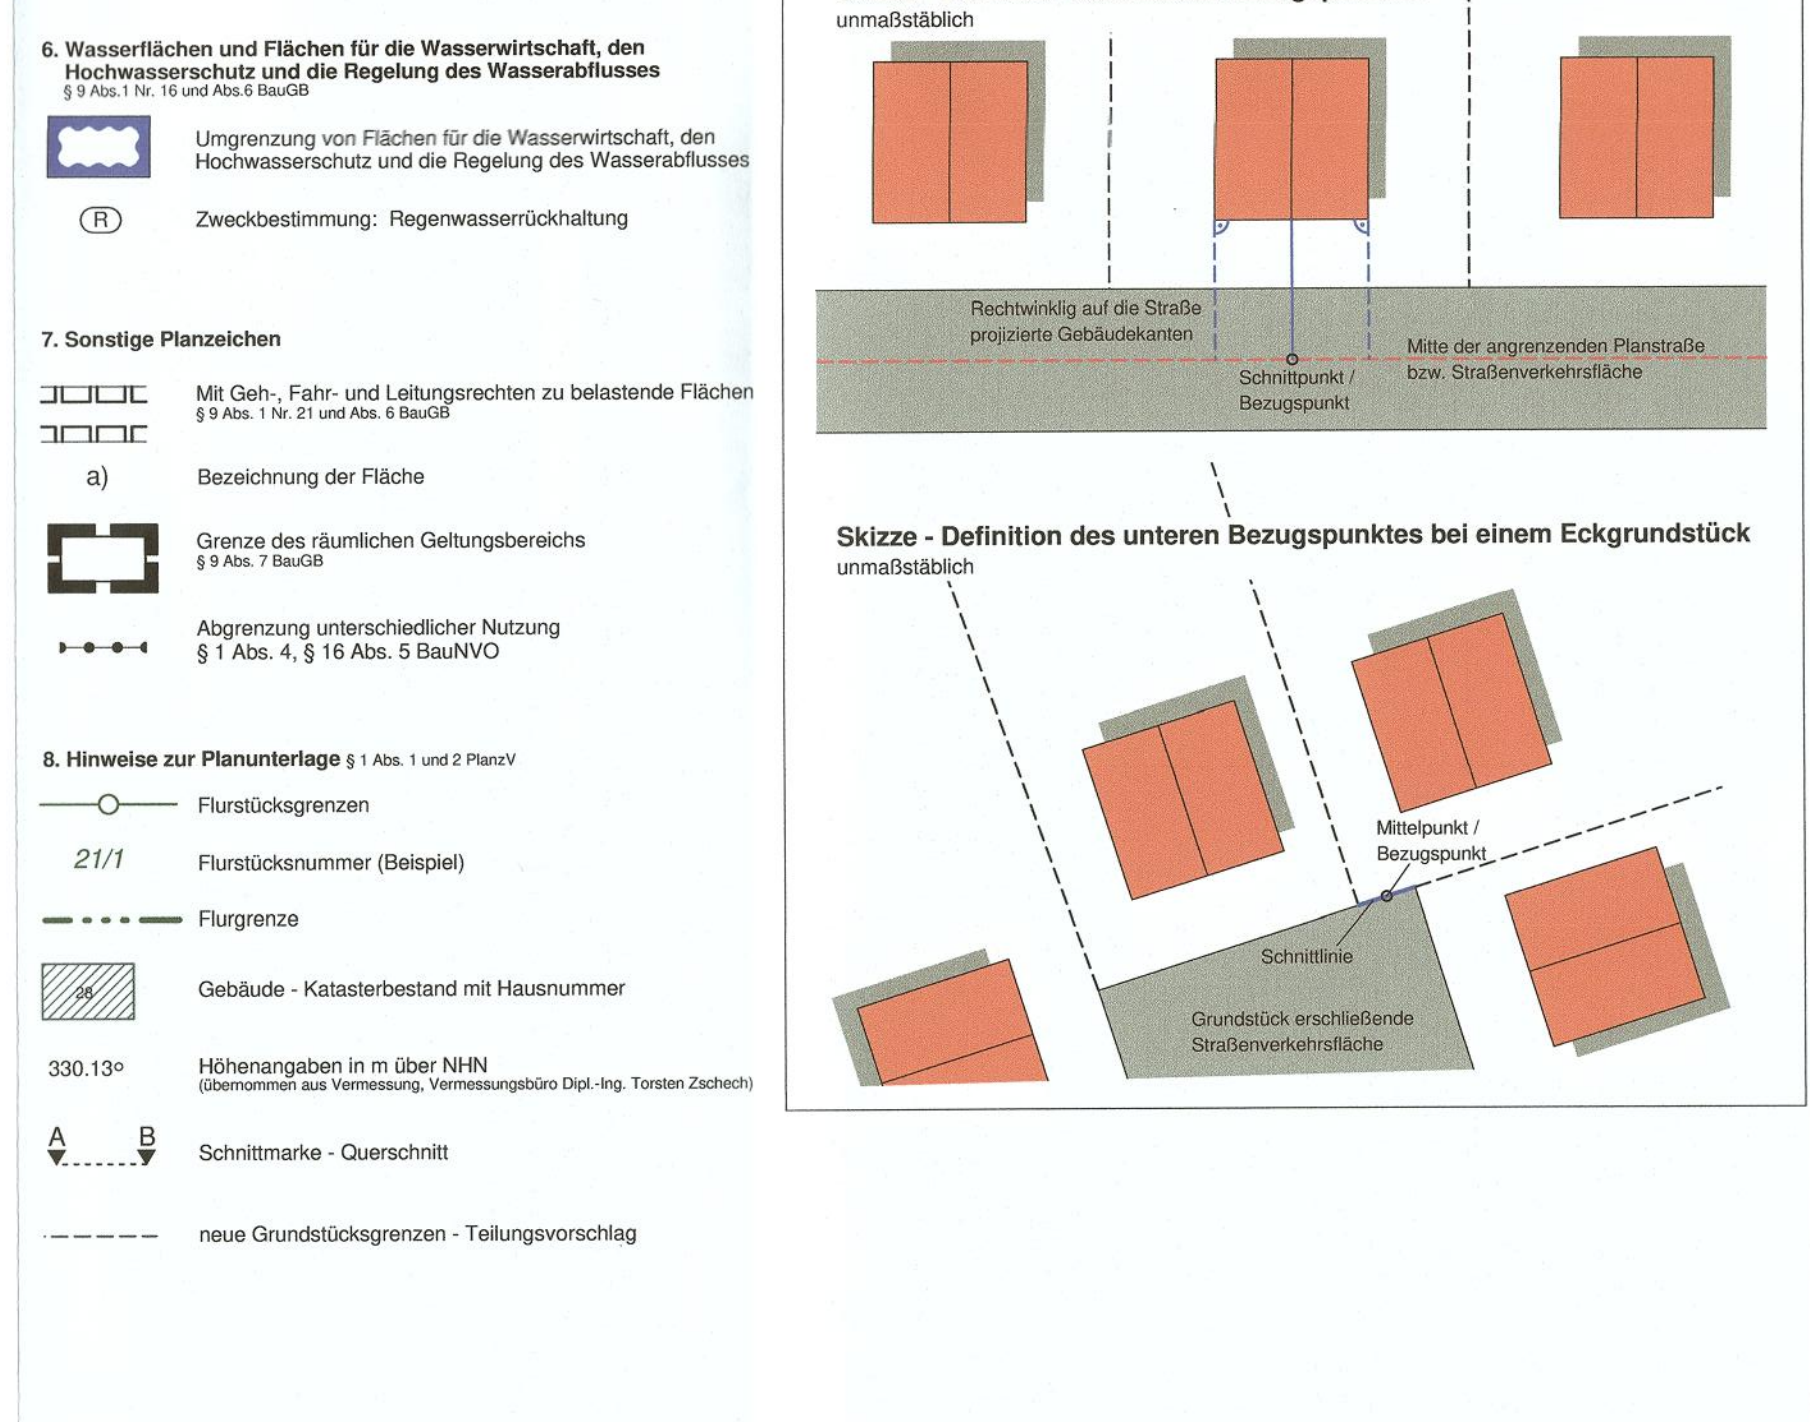 6. Wasserflächen und Flächen für die Wasserwirtschaft, den
Hochwasserschutz und die Regelung des Wasserabflusses
§ 9 Abs.1 Nr. 16 und Abs.6 BauGB
Umgrenzung von Flächen für die Wasserwirtschaft, den
Hochwasserschutz und die Regelung des Wasserabflusses
R
Zweckbestimmung: Regenwasserrückhaltung
7. Sonstige Planzeichen
Mit Geh-, Fahr- und Leitungsrechten zu belastende Flächen
§ 9 Abs. 1 Nr. 21 und Abs. 6 BauGB
a)
Bezeichnung der Fläche
Grenze des räumlichen Geltungsbereichs
§ 9 Abs. 7 BauGB
Abgrenzung unterschiedlicher Nutzung
§ 1 Abs. 4, § 16 Abs. 5 BauNVO
8. Hinweise zur Planunterlage § 1 Abs. 1 und 2 PlanzV
Flurstücksgrenzen
21/1
Flurstücksnummer (Beispiel)
Flurgrenze
28
Gebäude - Katasterbestand mit Hausnummer
330.13
Höhenangaben in m über NHN
(übernommen aus Vermessung, Vermessungsbüro Dipl.-Ing. Torsten Zschech)
A B
Schnittmarke - Querschnitt
neue Grundstücksgrenzen - Teilungsvorschlag
unmaßstäblich
Rechtwinklig auf die Straße
projizierte Gebäudekanten
Mitte der angrenzenden Planstraße
bzw. Straßenverkehrsfläche
Schnittpunkt /
Bezugspunkt
Skizze - Definition des unteren Bezugspunktes bei einem Eckgrundstück
unmaßstäblich
Mittelpunkt /
Bezugspunkt
Schnittlinie
Grundstück erschließende
Straßenverkehrsfläche